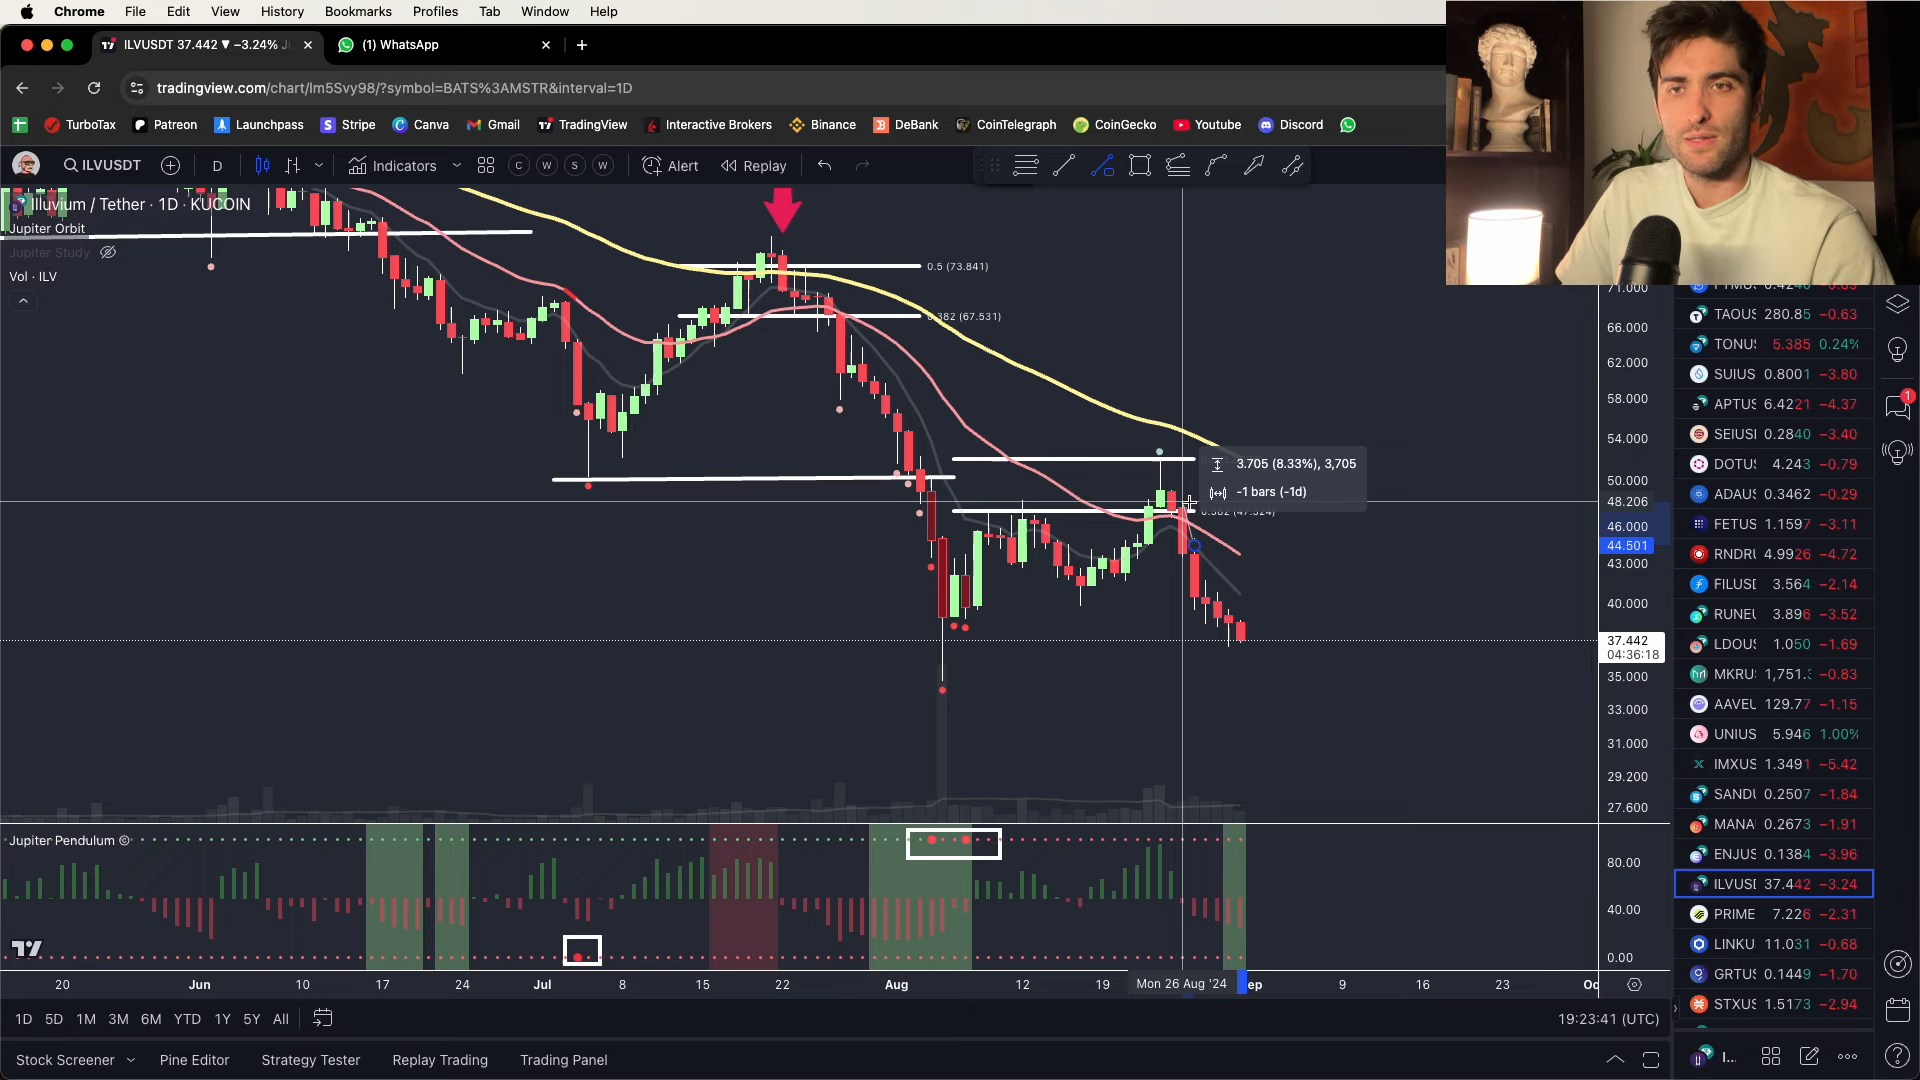 Chrome File Edit View History Bookmarks Profiles Tab Window Help
ILVUSDT 37.442 ▼ −3.24%
(1) WhatsApp
tradingview.com/chart/lm5Svy98/?symbol=BATS%3AMSTR&interval=1D
TurboTax Patreon Launchpass Stripe Canva Gmail TradingView Interactive Brokers Binance DeBank CoinTelegraph CoinGecko Youtube Discord
ILVUSDT D Indicators C W S W Alert Replay
Illuvium / Tether · 1D · KUCOIN
Jupiter Orbit
Jupiter Study
Vol · ILV
0.5 (73.841)
0.382 (67.531)
3.705 (8.33%), 3,705
-1 bars (-1d)
0.382 (47.524)
71.000
66.000
62.000
58.000
54.000
50.000
48.206
46.000
44.501
43.000
40.000
37.442
04:36:18
35.000
33.000
31.000
29.200
27.600
Jupiter Pendulum ©
80.00
40.00
0.00
20 Jun 10 17 24 Jul 8 15 22 Aug 12 19 Mon 26 Aug '24 ep 9 16 23 Oc
1D 5D 1M 3M 6M YTD 1Y 5Y All
19:23:41 (UTC)
Stock Screener Pine Editor Strategy Tester Replay Trading Trading Panel
TAOUS 280.85 −0.63
TONUS 5.385 0.24%
SUIUS 0.8001 −3.80
APTUS 6.4221 −4.37
SEIUSI 0.2840 −3.40
DOTUS 4.243 −0.79
ADAUS 0.3462 −0.29
FETUS 1.1597 −3.11
RNDRU 4.9926 −4.72
FILUSD 3.564 −2.14
RUNEU 3.896 −3.52
LDOUS 1.050 −1.69
MKRUS 1,751.3 −0.83
AAVEU 129.77 −1.15
UNIUS 5.946 1.00%
IMXUS 1.3491 −5.42
SANDU 0.2507 −1.84
MANA 0.2673 −1.91
ENJUS 0.1384 −3.96
ILVUSD 37.442 −3.24
PRIME 7.226 −2.31
LINKU 11.031 −0.68
GRTUS 0.1449 −1.70
STXUS 1.5173 −2.94
I...
1